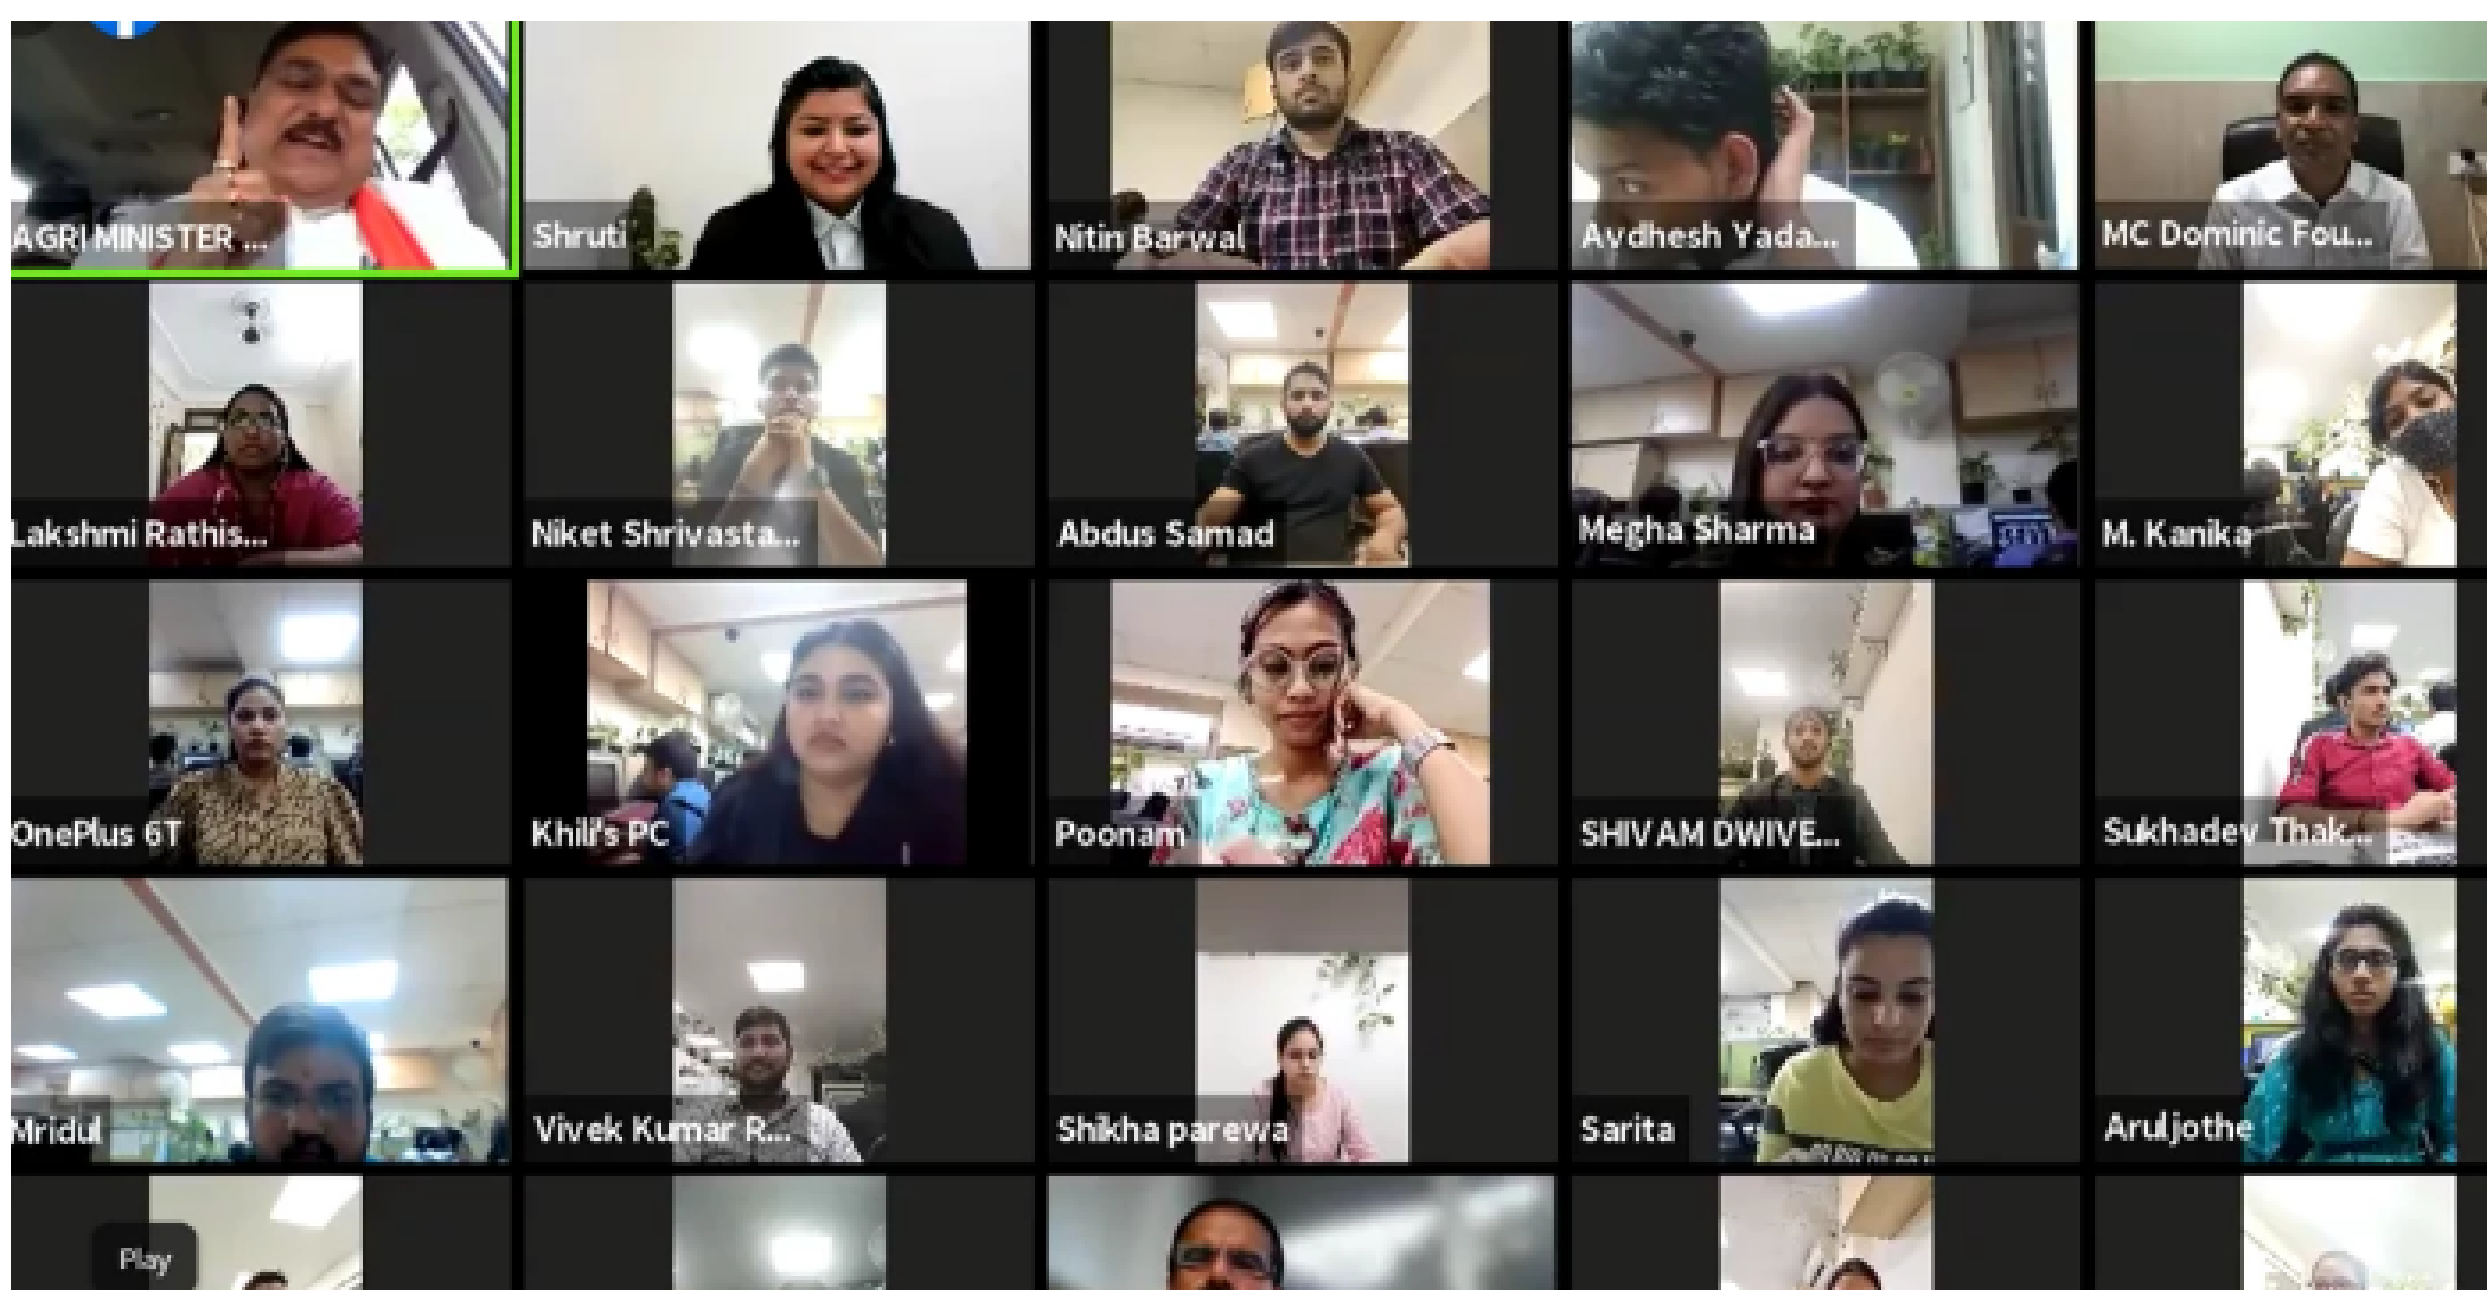 AGRI MINISTER ...
Shruti
Nitin Barwal
Avdhesh Yada...
MC Dominic Fou...
Lakshmi Rathis...
Niket Shrivasta...
Abdus Samad
Megha Sharma
M. Kanika
OnePlus 6T
Khili's PC
Poonam
SHIVAM DWIVE...
Sukhadev Thak...
Mridul
Vivek Kumar R...
Shikha parewa
Sarita
Aruljothe
Play